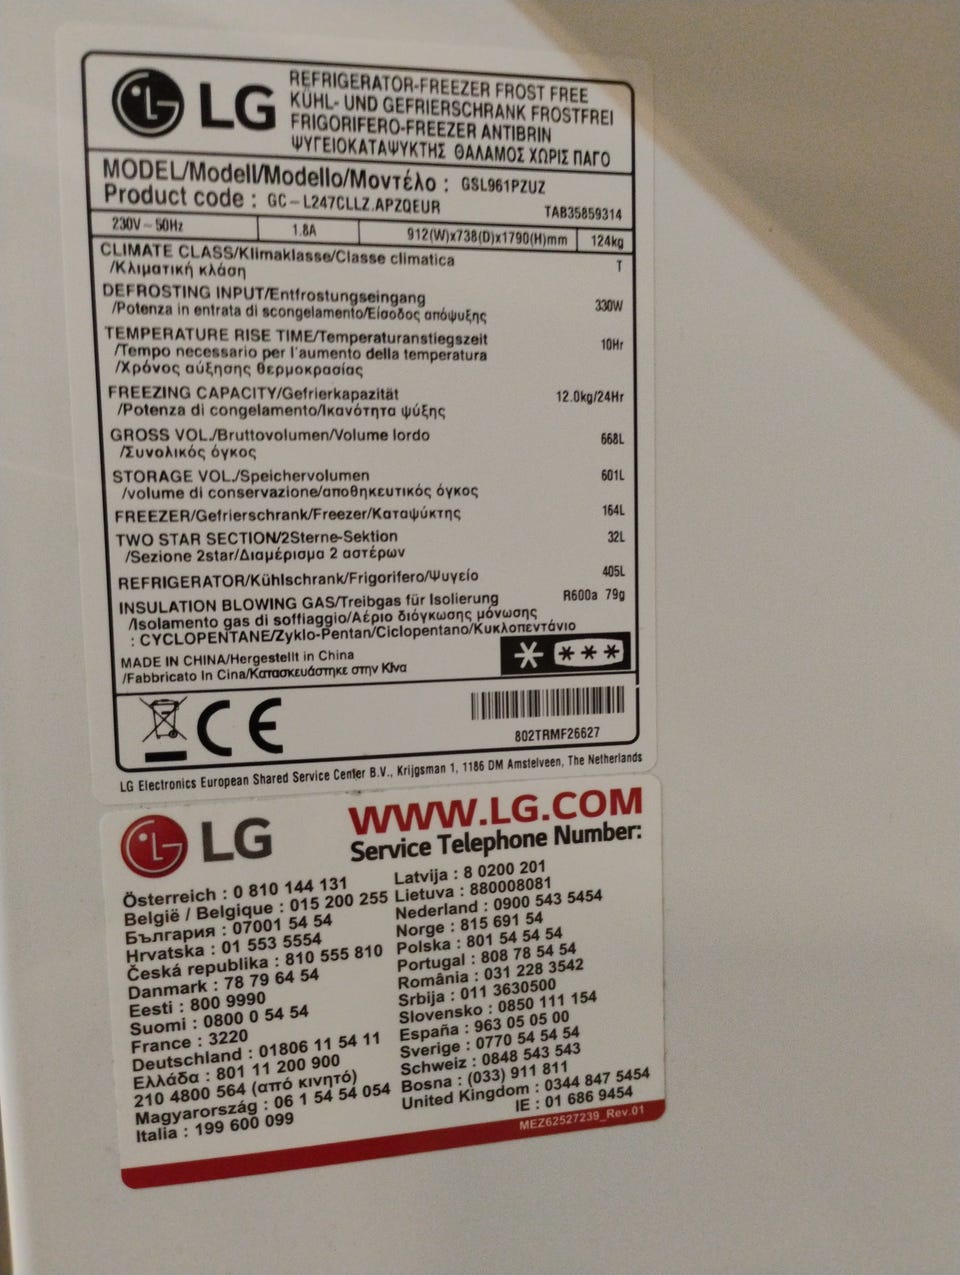 LG
REFRIGERATOR-FREEZER FROST FREE
KÜHL- UND GEFRIERSCHRANK FROSTFREI
FRIGORIFERO-FREEZER ANTIBRIN
ΨΥΓΕΙΟΚΑΤΑΨΥΚΤΗΣ ΘΑΛΑΜΟΣ ΧΩΡΙΣ ΠΑΓΟ
MODEL/Modell/Modello/Μοντέλο : GSL961PZUZ
Product code : GC-L247CLLZ.APZQEUR TAB35859314
230V~50Hz 1.8A 912(W)x738(D)x1790(H)mm 124kg
CLIMATE CLASS/Klimaklasse/Classe climatica T
/Κλιματική κλάση
DEFROSTING INPUT/Entfrostungseingang 330W
/Potenza in entrata di scongelamento/Είσοδος απόψυξης
TEMPERATURE RISE TIME/Temperaturanstiegszeit 10Hr
/Tempo necessario per l'aumento della temperatura
/Χρόνος αύξησης θερμοκρασίας
FREEZING CAPACITY/Gefrierkapazität 12.0kg/24Hr
/Potenza di congelamento/Ικανότητα ψύξης
GROSS VOL./Bruttovolumen/Volume lordo 668L
/Συνολικός όγκος
STORAGE VOL./Speichervolumen 601L
/volume di conservazione/αποθηκευτικός όγκος
FREEZER/Gefrierschrank/Freezer/Καταψύκτης 164L
TWO STAR SECTION/2Sterne-Sektion 32L
/Sezione 2star/Διαμέρισμα 2 αστέρων
REFRIGERATOR/Kühlschrank/Frigorifero/Ψυγείο 405L
INSULATION BLOWING GAS/Treibgas für Isolierung R600a 79g
/Isolamento gas di soffiaggio/Αέριο διόγκωσης μόνωσης
: CYCLOPENTANE/Zyklo-Pentan/Ciclopentano/Κυκλοπεντάνιο
MADE IN CHINA/Hergestellt in China
/Fabbricato In Cina/Κατασκευάστηκε στην Κίνα
CE
802TRMF26627
LG Electronics European Shared Service Center B.V., Krijgsman 1, 1186 DM Amstelveen, The Netherlands
LG
WWW.LG.COM
Service Telephone Number:
Österreich : 0 810 144 131
België / Belgique : 015 200 255
България : 07001 54 54
Hrvatska : 01 553 5554
Česká republika : 810 555 810
Danmark : 78 79 64 54
Eesti : 800 9990
Suomi : 0800 0 54 54
France : 3220
Deutschland : 01806 11 54 11
Ελλάδα : 801 11 200 900
210 4800 564 (από κινητό)
Magyarország : 06 1 54 54 054
Italia : 199 600 099
Latvija : 8 0200 201
Lietuva : 880008081
Nederland : 0900 543 5454
Norge : 815 691 54
Polska : 801 54 54 54
Portugal : 808 78 54 54
România : 031 228 3542
Srbija : 011 3630500
Slovensko : 0850 111 154
España : 963 05 05 00
Sverige : 0770 54 54 54
Schweiz : 0848 543 543
Bosna : (033) 911 811
United Kingdom : 0344 847 5454
IE : 01 686 9454
MEZ62527239_Rev.01